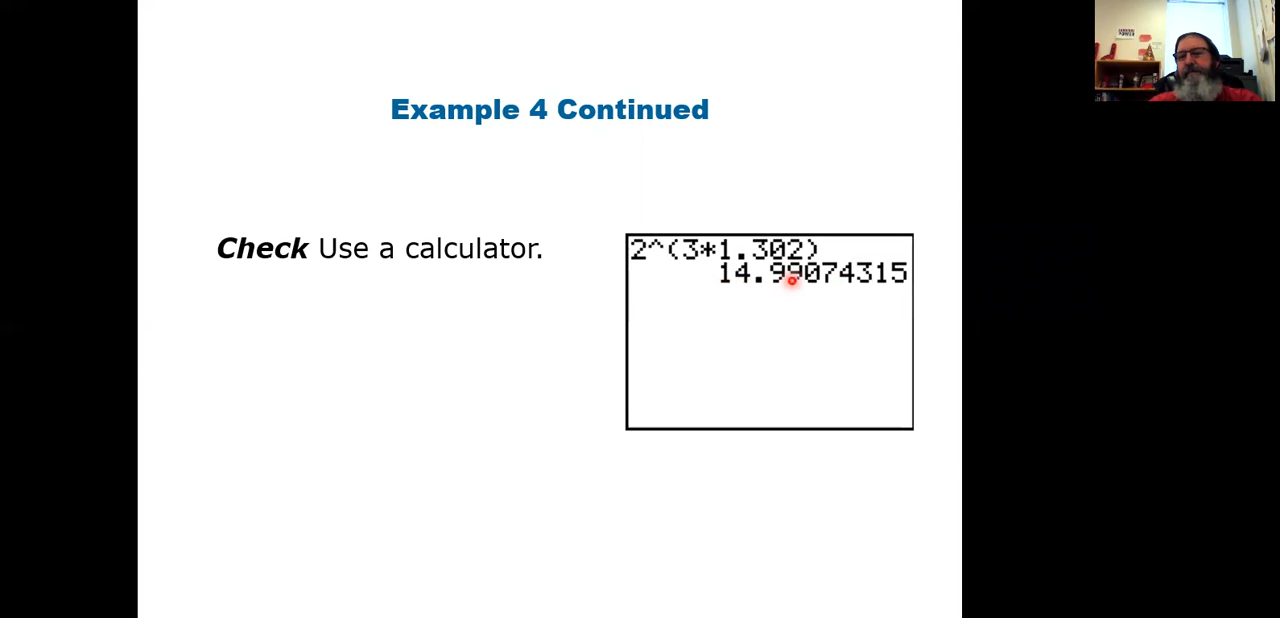 Example 4 Continued
Check Use a calculator.
2^(3*1.302)
14.99074315